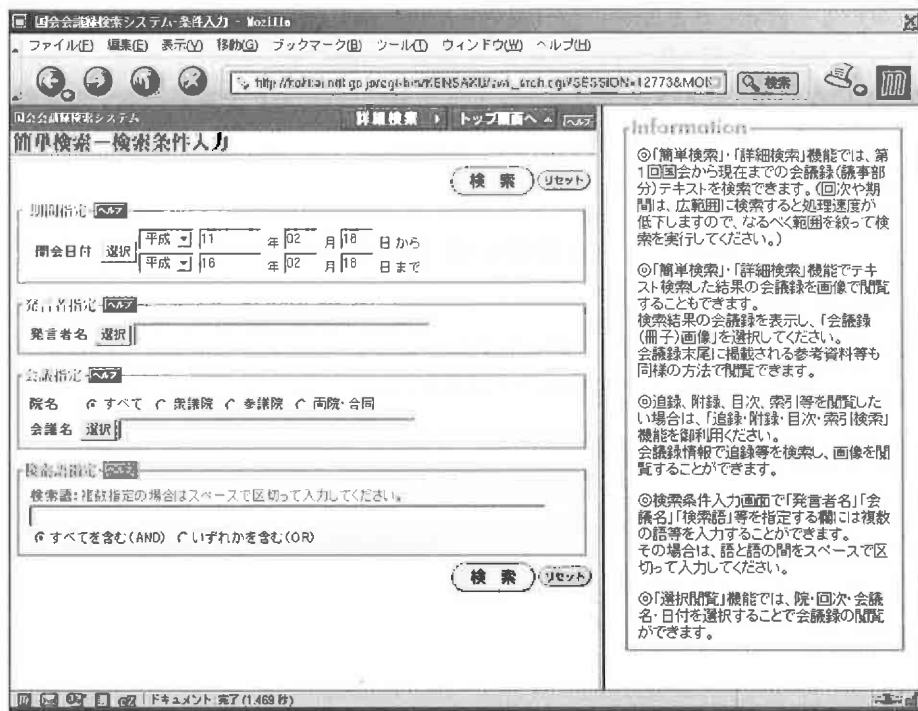 国会会議録検索システム-条件入力 - Mozilla
ファイル(F) 編集(E) 表示(V) 移動(G) ブックマーク(B) ツール(T) ウィンドウ(W) ヘルプ(H)
検索
国会会議録検索システム
詳細検索 トップ画面へ ヘルプ
簡単検索-検索条件入力
検索 リセット
期間指定 ヘルプ
開会日付 選択
平成 11 年 02 月 18 日 から
平成 16 年 02 月 18 日 まで
発言者指定 ヘルプ
発言者名 選択
会議指定 ヘルプ
院名 すべて 衆議院 参議院 両院・合同
会議名 選択
検索語指定 ヘルプ
検索語:複数指定の場合はスペースで区切って入力してください。
すべてを含む(AND) いずれかを含む(OR)
検索 リセット
ドキュメント:完了(1.469 秒)
Information
◎「簡単検索」・「詳細検索」機能では、第
1回国会から現在までの会議録(議事部
分)テキストを検索できます。(回次や期
間は、広範囲に検索すると処理速度が
低下しますので、なるべく範囲を絞って検
索を実行してください。)
◎「簡単検索」・「詳細検索」機能でテキ
スト検索した結果の会議録を画像で閲覧
することもできます。
検索結果の会議録を表示し、「会議録
(冊子)画像」を選択してください。
会議録末尾に掲載される参考資料等も
同様の方法で閲覧できます。
◎追録、附録、目次、索引等を閲覧した
い場合は、「追録・附録・目次・索引検索」
機能を御利用ください。
会議録情報で追録等を検索し、画像を閲
覧することができます。
◎検索条件入力画面で「発言者名」「会
議名」「検索語」等を指定する欄には複数
の語等を入力することができます。
その場合は、語と語の間をスペースで区
切って入力してください。
◎「選択閲覧」機能では、院・回次・会議
名・日付を選択することで会議録の閲覧
ができます。